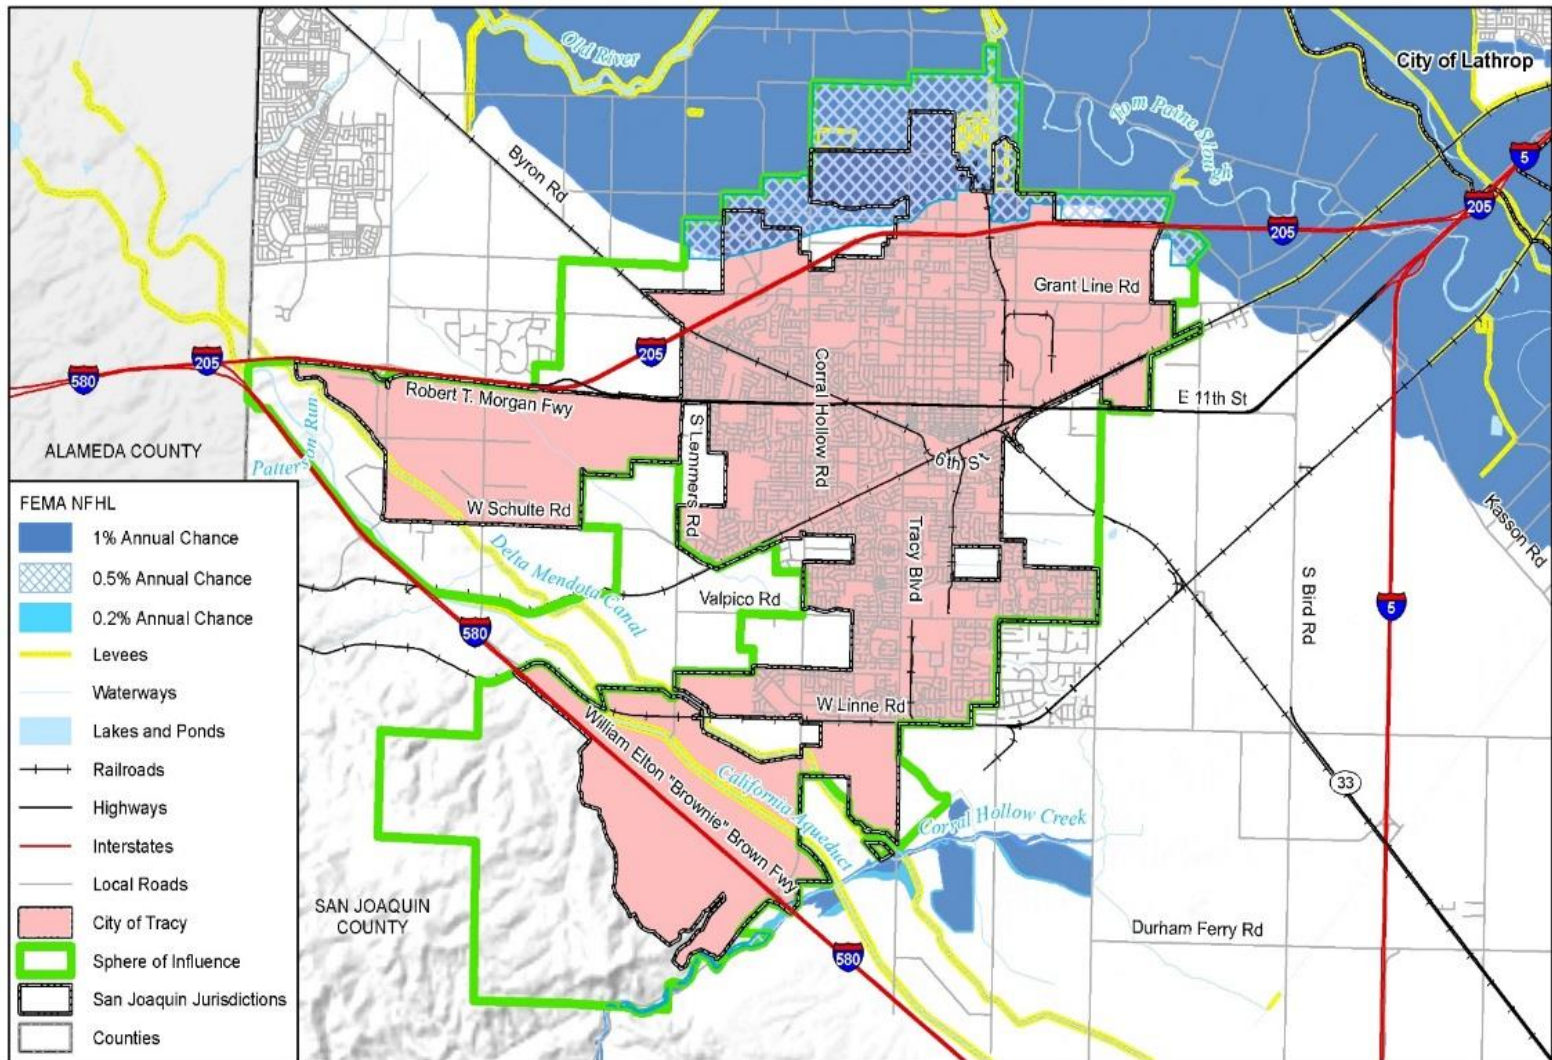 Old River
City of Lathrop
Tom Paine Slough
5
Byron Rd
205
205
Grant Line Rd
205
205
580
Robert T. Morgan Fwy
Corral Hollow Rd
E 11th St
S Lemmers Rd
ALAMEDA COUNTY
Patterson Run
6th St
W Schulte Rd
Kasson Rd
Tracy Blvd
Delta Mendota Canal
Valpico Rd
S Bird Rd
5
580
W Linne Rd
William Elton "Brownie" Brown Fwy
California Aqueduct
33
Corral Hollow Creek
SAN JOAQUIN
COUNTY
Durham Ferry Rd
580
FEMA NFHL
1% Annual Chance
0.5% Annual Chance
0.2% Annual Chance
Levees
Waterways
Lakes and Ponds
Railroads
Highways
Interstates
Local Roads
City of Tracy
Sphere of Influence
San Joaquin Jurisdictions
Counties